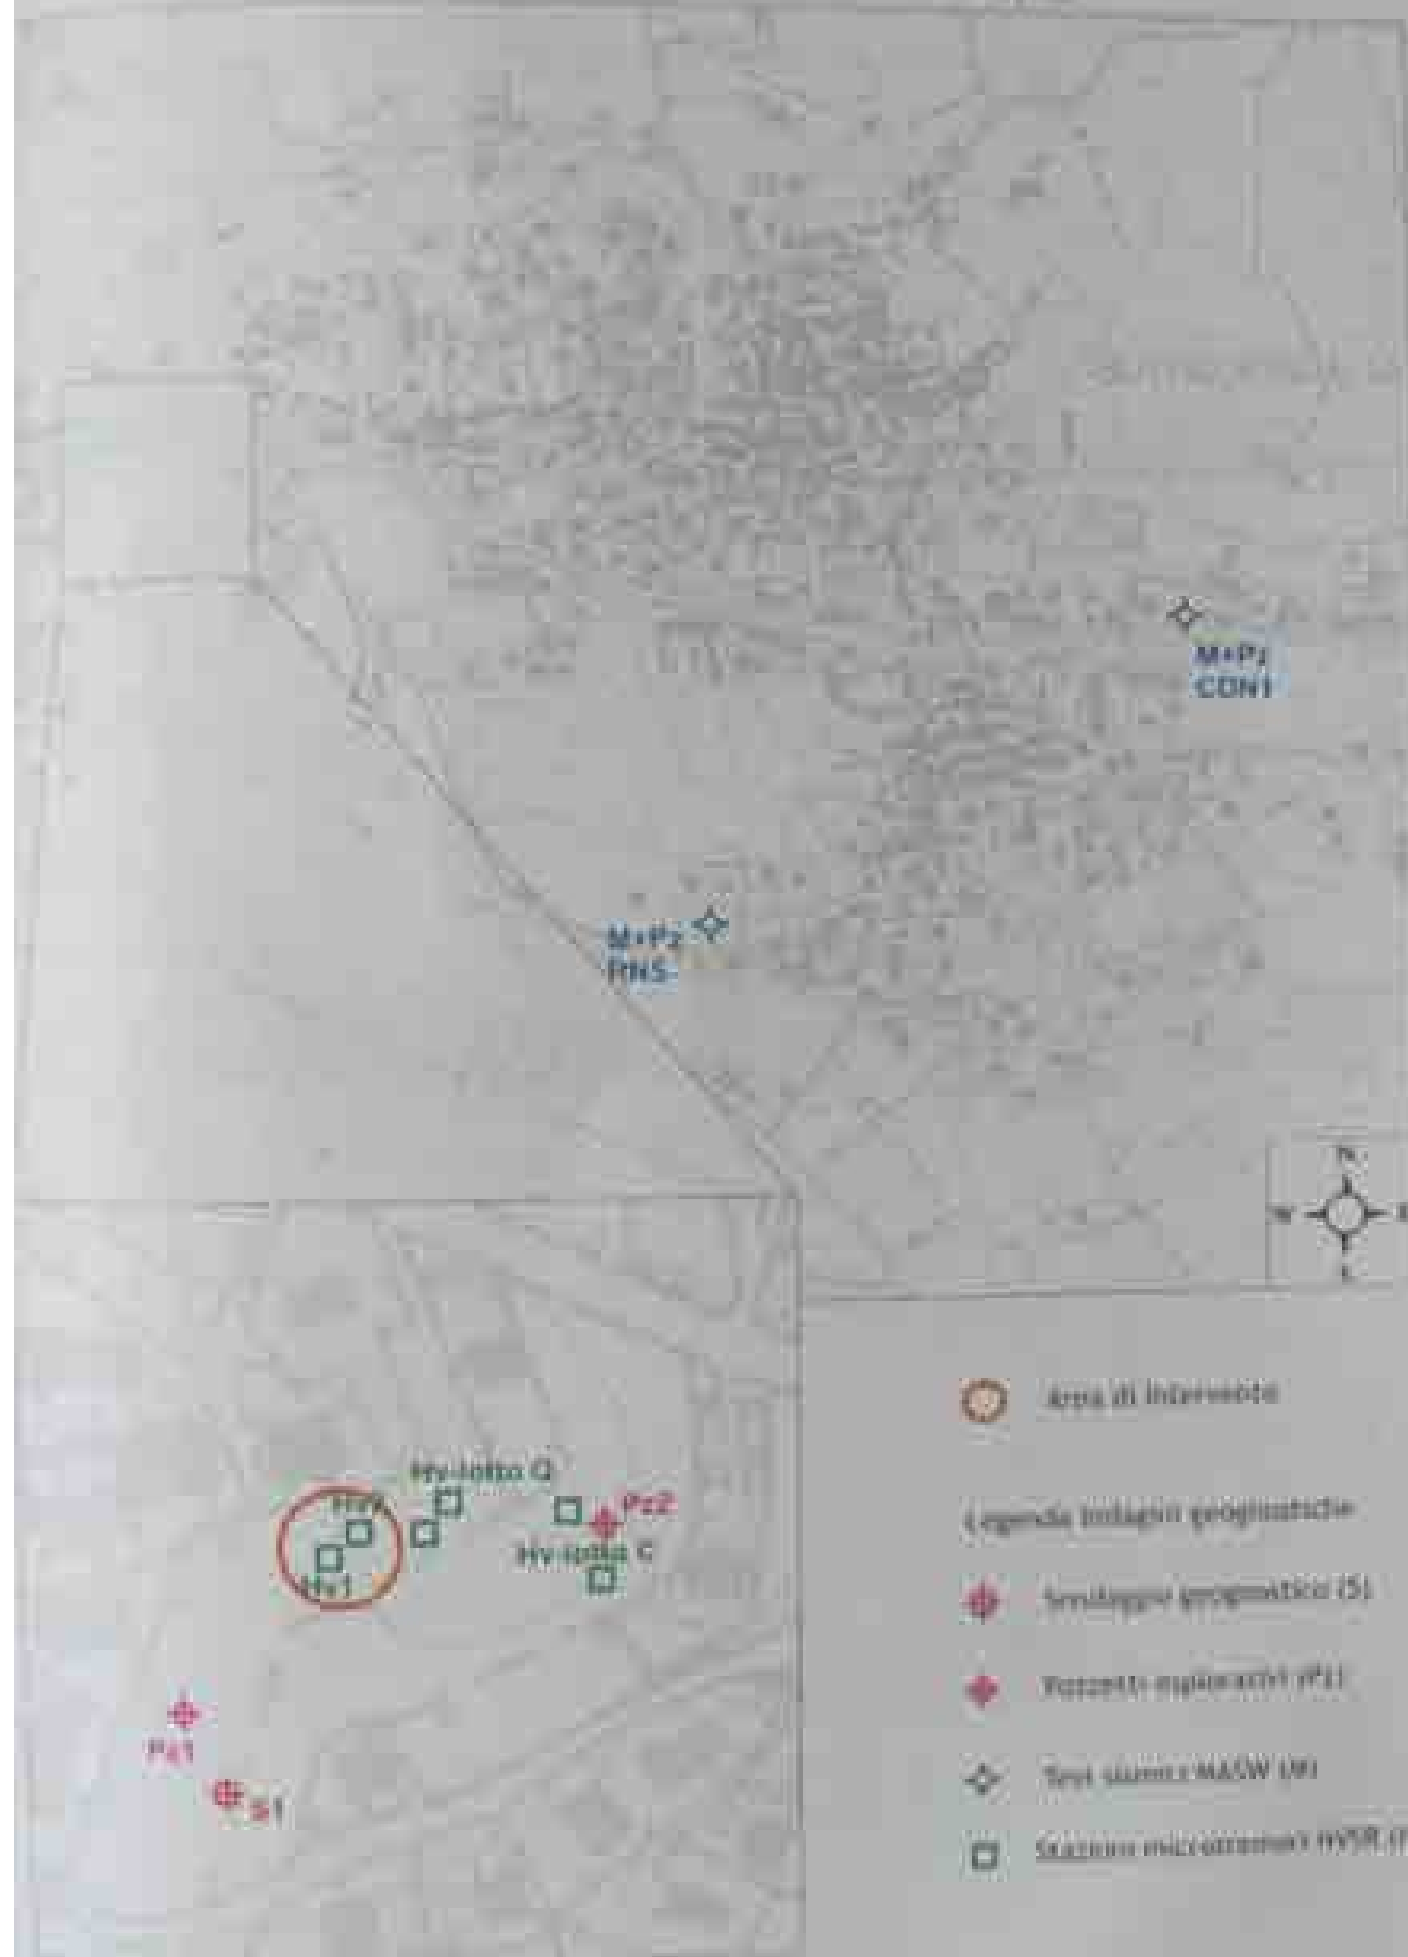 M+Pz
CON1
M+Pz
N
W
E
Area di intervento
Hv-lotto Q
Pz2
Legenda indagini geognostiche
Hv-lotto C
Hv1
Sondaggio geognostico (S)
Pozzetti esplorativi (Pz)
Pz1
Test sismici MASW (M)
S1
Stazioni microtremori HVSR